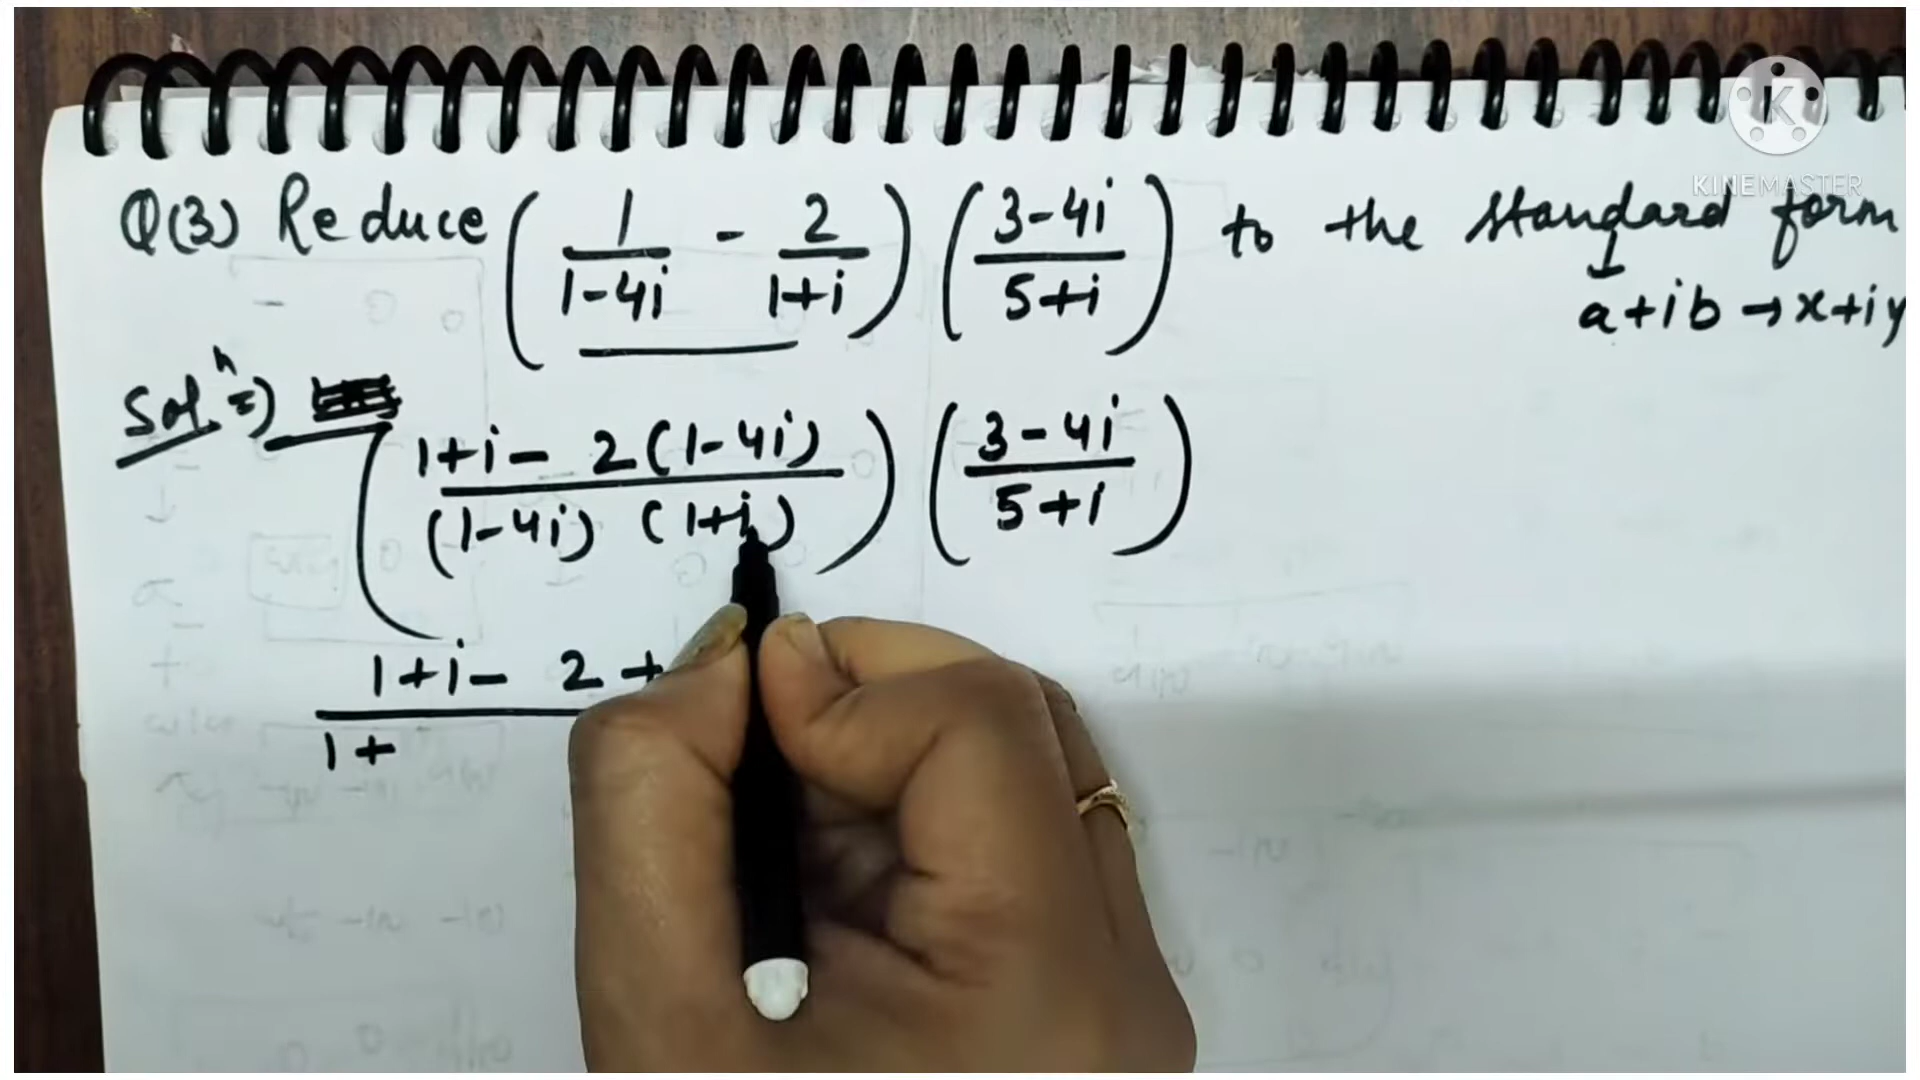 KINEMASTER
Q(3) Reduce (1/(1-4i) - 2/(1+i)) ((3-4i)/(5+i)) to the standard form
a+ib → x+iy
Solⁿ ⇒
((1+i- 2(1-4i))/((1-4i) (1+i))) ((3-4i)/(5+i))
1+i- 2+
1+